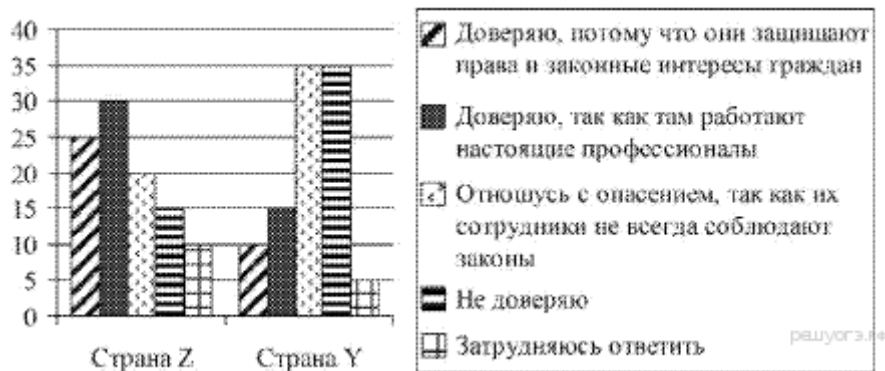 40
35
30
25
20
15
10
5
0
Страна Z
Страна Y
Доверяю, потому что они защищают
права и законные интересы граждан
Доверяю, так как там работают
настоящие профессионалы
Отношусь с опасением, так как их
сотрудники не всегда соблюдают
законы
Не доверяю
Затрудняюсь ответить
решуогэ.рф